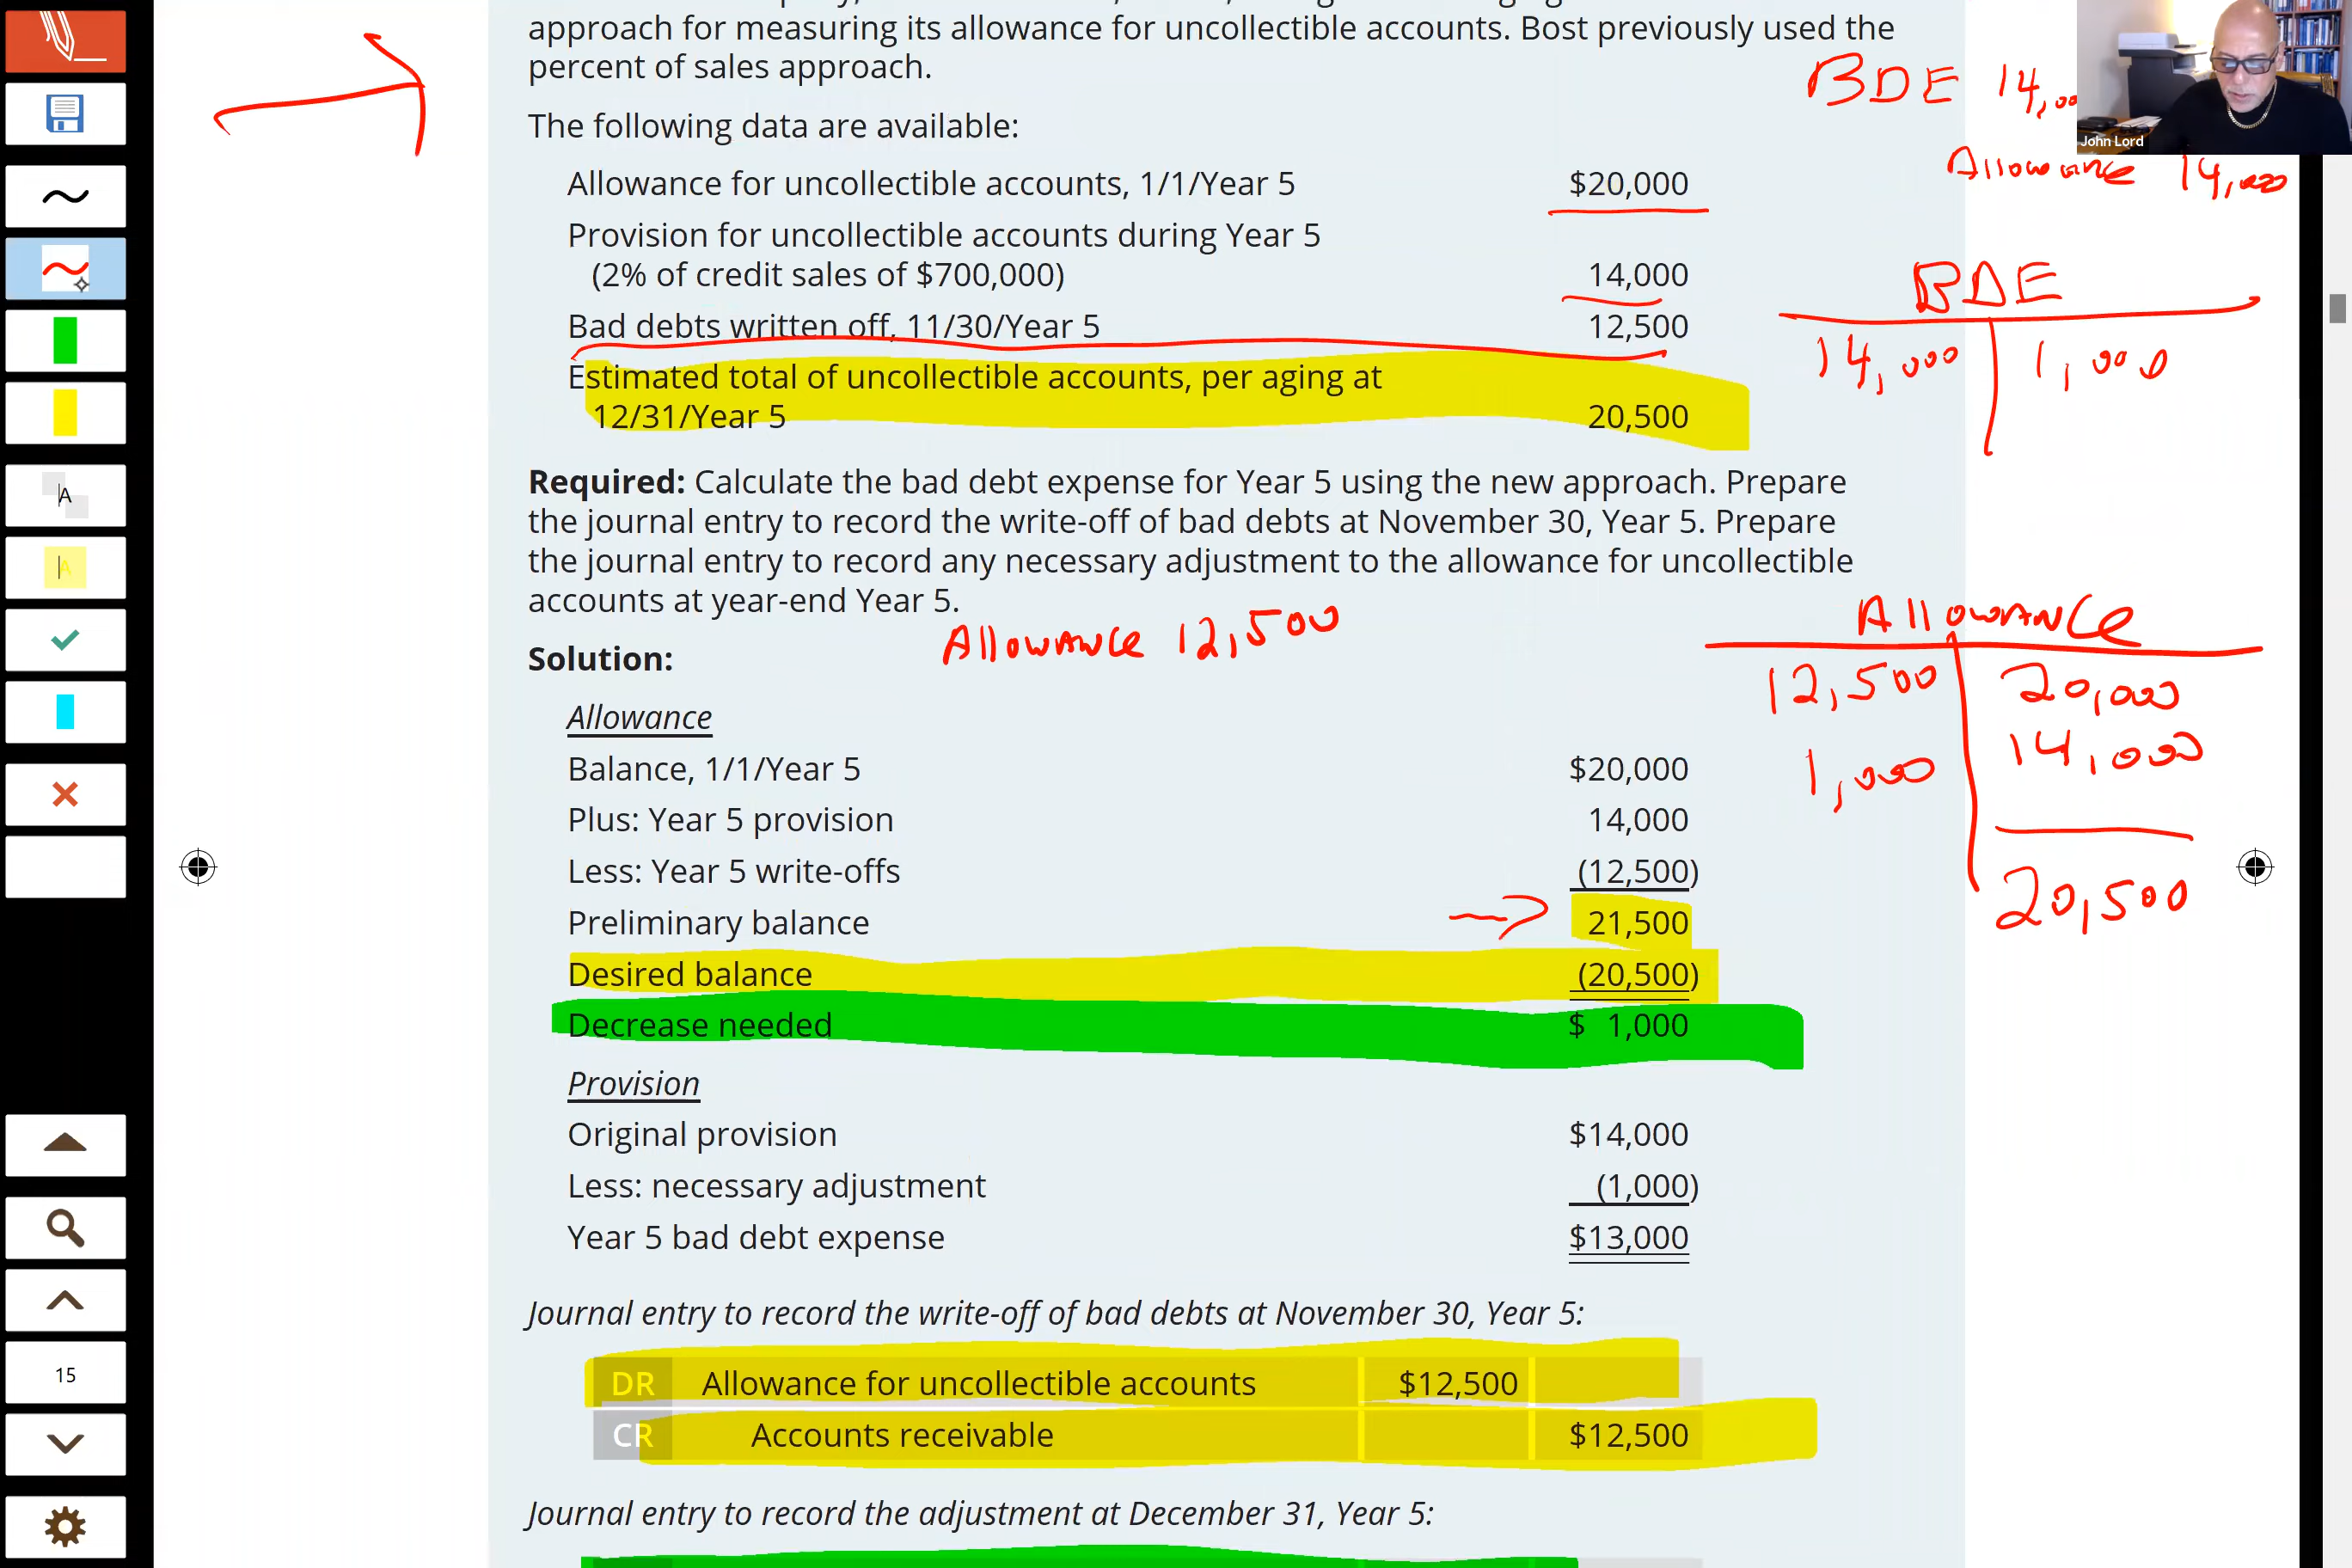 approach for measuring its allowance for uncollectible accounts. Bost previously used the
percent of sales approach.
BDE 14,00
John Lord
Allowance 14,000
The following data are available:
Allowance for uncollectible accounts, 1/1/Year 5 $20,000
Provision for uncollectible accounts during Year 5
(2% of credit sales of $700,000) 14,000
Bad debts written off, 11/30/Year 5 12,500
Estimated total of uncollectible accounts, per aging at
12/31/Year 5 20,500
BDE
14,000 1,000
Required: Calculate the bad debt expense for Year 5 using the new approach. Prepare
the journal entry to record the write-off of bad debts at November 30, Year 5. Prepare
the journal entry to record any necessary adjustment to the allowance for uncollectible
accounts at year-end Year 5.
Allowance 12,500
Solution:
Allowance
12,500 20,000
1,000 14,000
20,500
Allowance
Balance, 1/1/Year 5 $20,000
Plus: Year 5 provision 14,000
Less: Year 5 write-offs (12,500)
Preliminary balance 21,500
Desired balance (20,500)
Decrease needed $ 1,000
Provision
Original provision $14,000
Less: necessary adjustment (1,000)
Year 5 bad debt expense $13,000
Journal entry to record the write-off of bad debts at November 30, Year 5:
DR Allowance for uncollectible accounts $12,500
CR Accounts receivable $12,500
Journal entry to record the adjustment at December 31, Year 5:
A
A
15